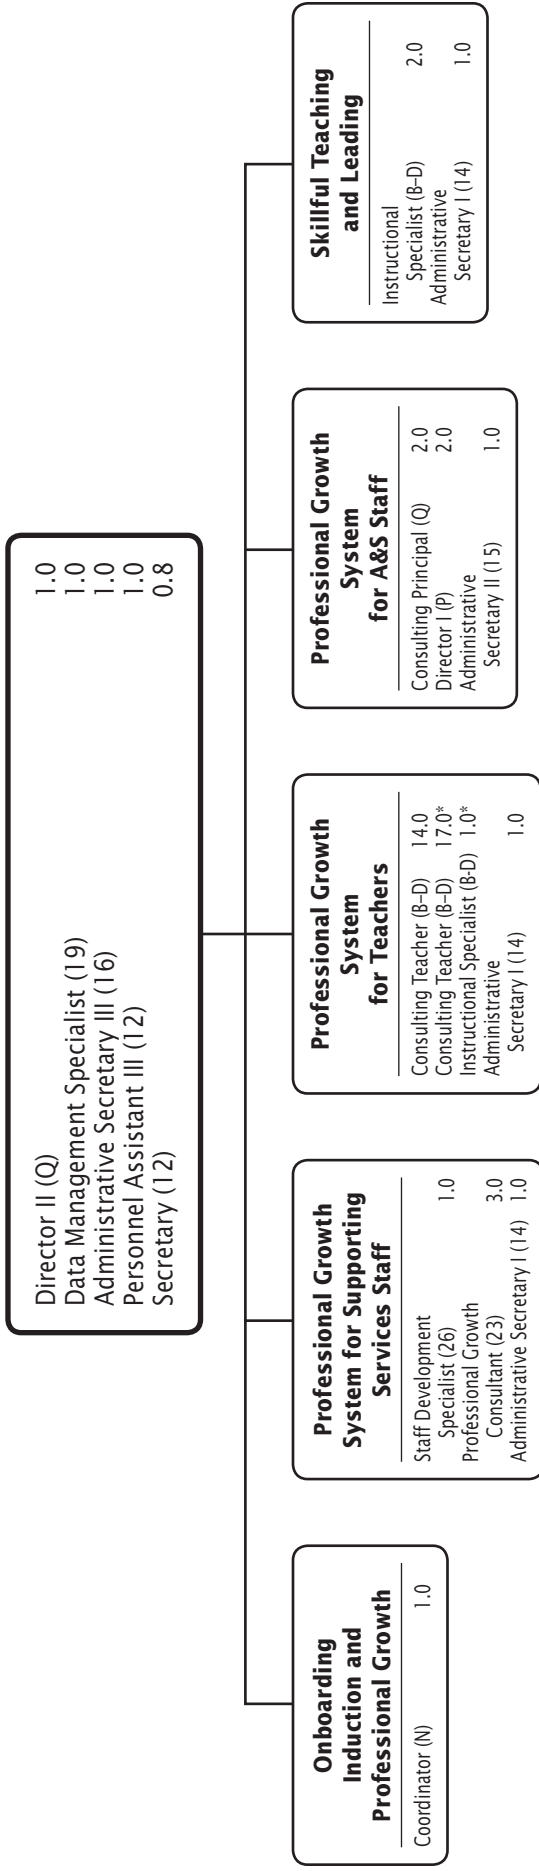 Director II (Q) 1.0
Data Management Specialist (19) 1.0
Administrative Secretary III (16) 1.0
Personnel Assistant III (12) 1.0
Secretary (12) 0.8
Onboarding
Induction and
Professional Growth
Coordinator (N) 1.0
Professional Growth
System for Supporting
Services Staff
Staff Development
Specialist (26) 1.0
Professional Growth
Consultant (23) 3.0
Administrative Secretary I (14) 1.0
Professional Growth
System
for Teachers
Consulting Teacher (B–D) 14.0
Consulting Teacher (B–D) 17.0*
Instructional Specialist (B-D) 1.0*
Administrative
Secretary I (14) 1.0
Professional Growth
System
for A&S Staff
Consulting Principal (Q) 2.0
Director I (P) 2.0
Administrative
Secretary II (15) 1.0
Skillful Teaching
and Leading
Instructional
Specialist (B–D) 2.0
Administrative
Secretary I (14) 1.0